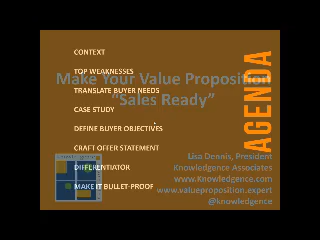 CONTEXT
TOP WEAKNESSES
Make Your Value Proposition
TRANSLATE BUYER NEEDS
"Sales Ready"
CASE STUDY
DEFINE BUYER OBJECTIVES
CRAFT OFFER STATEMENT
DIFFERENTIATOR
MAKE IT BULLET-PROOF
AGENDA
Lisa Dennis, President
Knowledgence Associates
www.Knowledgence.com
www.valueproposition.expert
@knowledgence